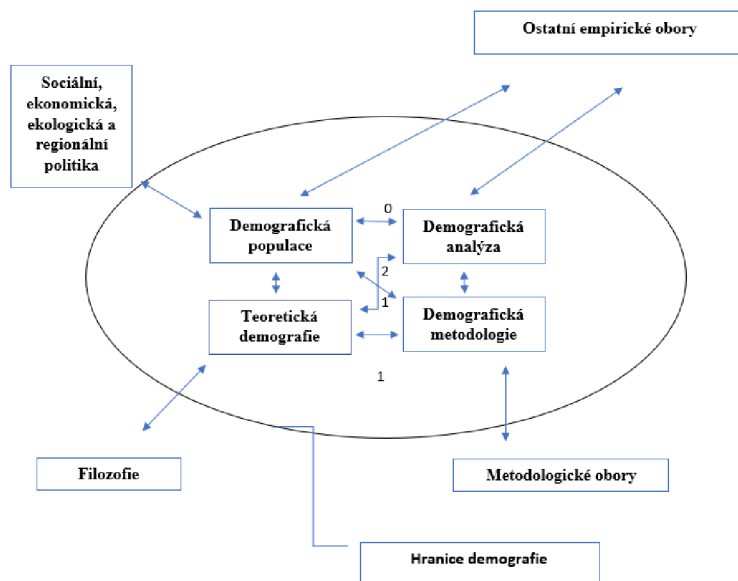 Ostatní empirické obory
Sociální,
ekonomická,
ekologická a
regionální
politika
0
Demografická
populace
Demografická
analýza
2
1
Teoretická
demografie
Demografická
metodologie
1
Filozofie
Metodologické obory
Hranice demografie